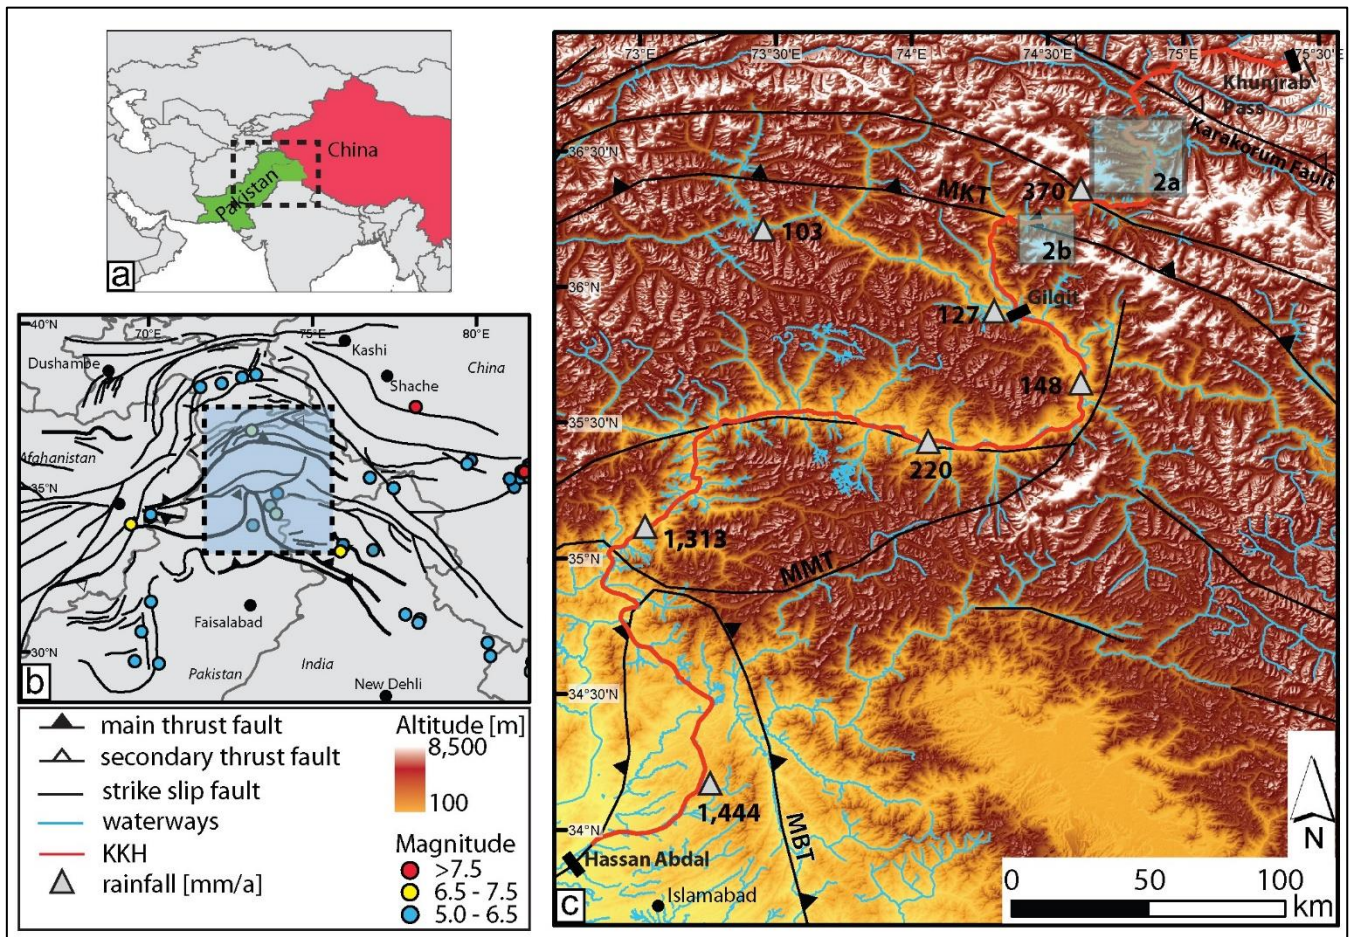 China
Pakistan
a
70°E
75°E
80°E
40°N
35°N
30°N
Dushambe
Kashi
Shache
China
Afghanistan
Faisalabad
Pakistan
India
New Dehli
b
main thrust fault
secondary thrust fault
strike slip fault
waterways
KKH
rainfall [mm/a]
Altitude [m]
8,500
100
Magnitude
>7.5
6.5 - 7.5
5.0 - 6.5
73°E
73°30'E
74°E
74°30'E
75°E
75°30'E
Khunjrab
Pass
Karakorum Fault
36°30'N
2a
MKT
370
103
2b
36°N
Gilgit
127
148
35°30'N
220
1,313
35°N
MMT
34°30'N
1,444
34°N
MBT
Hassan Abdal
Islamabad
N
0 50 100
km
c